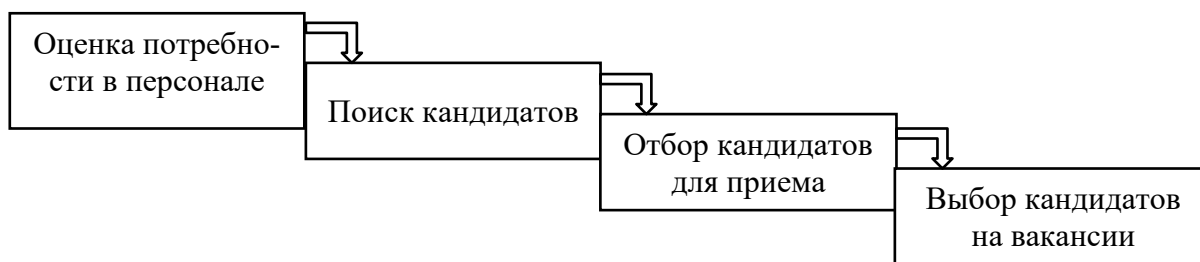 Оценка потребно-
сти в персонале
Поиск кандидатов
Отбор кандидатов
для приема
Выбор кандидатов
на вакансии